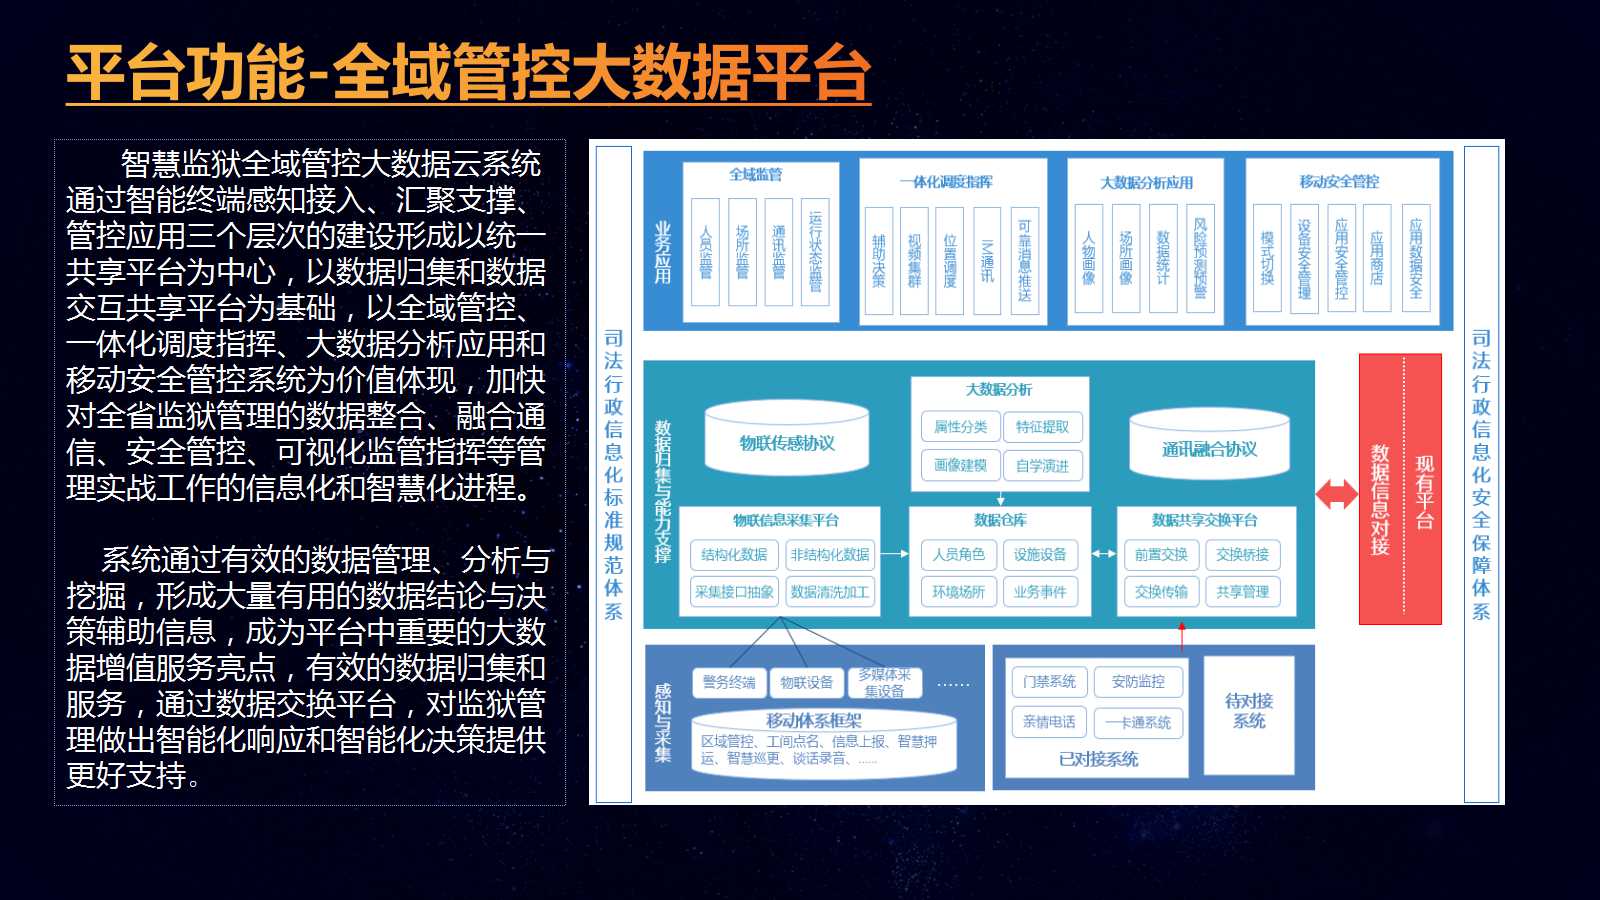 平台功能-全域管控大数据平台
智慧监狱全域管控大数据云系统
通过智能终端感知接入、汇聚支撑、
管控应用三个层次的建设形成以统一
共享平台为中心，以数据归集和数据
交互共享平台为基础，以全域管控、
一体化调度指挥、大数据分析应用和
移动安全管控系统为价值体现，加快
对全省监狱管理的数据整合、融合通
信、安全管控、可视化监管指挥等管
理实战工作的信息化和智慧化进程。
系统通过有效的数据管理、分析与
挖掘，形成大量有用的数据结论与决
策辅助信息，成为平台中重要的大数
据增值服务亮点，有效的数据归集和
服务，通过数据交换平台，对监狱管
理做出智能化响应和智能化决策提供
更好支持。
司法行政信息化标准规范体系
业务应用
全域监管
人员监管
场所监管
通讯监管
运行状态监管
一体化调度指挥
辅助决策
视频集群
位置调度
IM通讯
可靠消息推送
大数据分析应用
人物画像
场所画像
数据统计
风险预测预警
移动安全管控
模式切换
设备安全管理
应用安全管控
应用商店
应用数据安全
数据归集与能力支撑
物联传感协议
大数据分析
属性分类
特征提取
画像建模
自学演进
通讯融合协议
物联信息采集平台
结构化数据
非结构化数据
采集接口抽象
数据清洗加工
数据仓库
人员角色
设施设备
环境场所
业务事件
数据共享交换平台
前置交换
交换桥接
交换传输
共享管理
数据信息对接
现有平台
感知与采集
警务终端
物联设备
多媒体采
集设备
……
移动体系框架
区域管控、工间点名、信息上报、智慧押
运、智慧巡更、谈话录音、……
门禁系统
安防监控
亲情电话
一卡通系统
已对接系统
待对接
系统
司法行政信息化安全保障体系